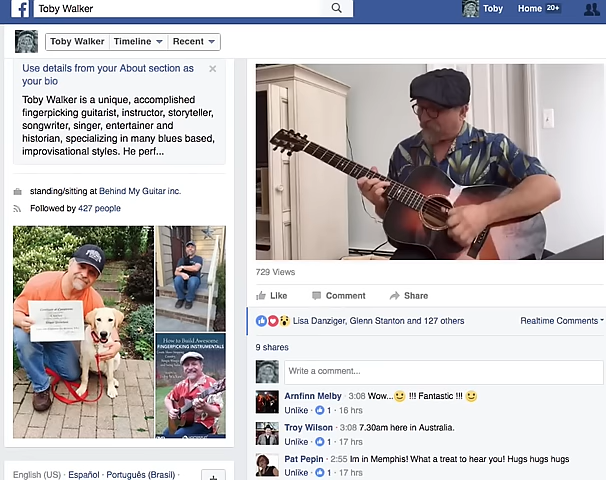 f Toby Walker
Toby Home 20+
Toby Walker Timeline Recent
Use details from your About section as
your bio
Toby Walker is a unique, accomplished
fingerpicking guitarist, instructor, storyteller,
songwriter, singer, entertainer and
historian, specializing in many blues based,
improvisational styles. He perf...
standing/sitting at Behind My Guitar inc.
Followed by 427 people
How to Build Awesome
FINGERPICKING INSTRUMENTALS
DVD
English (US) · Español · Português (Brasil) ·
+
729 Views
Like Comment Share
Lisa Danziger, Glenn Stanton and 127 others Realtime Comments
9 shares
Write a comment...
Arnfinn Melby · 3:08 Wow...😀 !!! Fantastic !!! 😀
Unlike · 1 · 16 hrs
Troy Wilson · 3:08 7.30am here in Australia.
Unlike · 1 · 17 hrs
Pat Pepin · 2:55 Im in Memphis! What a treat to hear you! Hugs hugs hugs
Unlike · 1 · 17 hrs